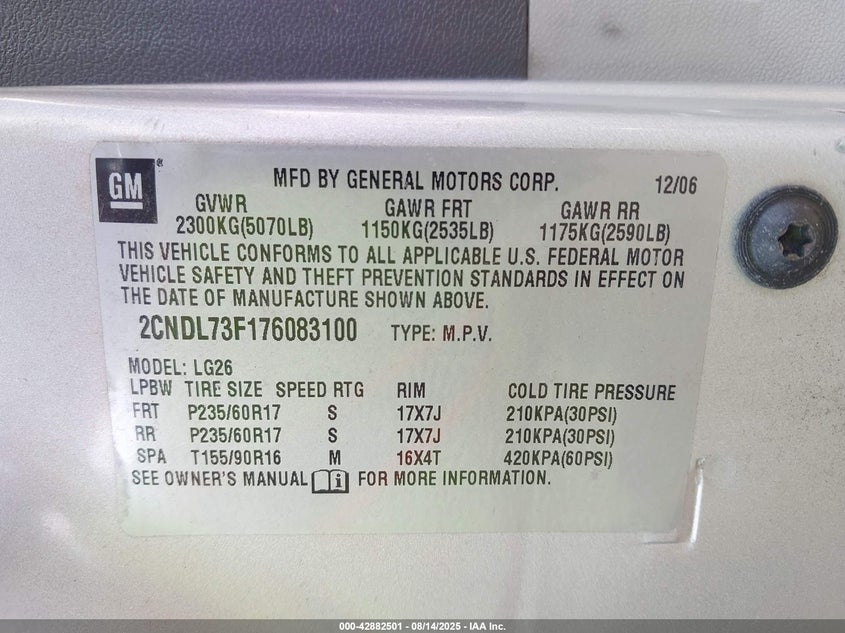 GM
®
MFD BY GENERAL MOTORS CORP. 12/06
GVWR GAWR FRT GAWR RR
2300KG(5070LB) 1150KG(2535LB) 1175KG(2590LB)
THIS VEHICLE CONFORMS TO ALL APPLICABLE U.S. FEDERAL MOTOR
VEHICLE SAFETY AND THEFT PREVENTION STANDARDS IN EFFECT ON
THE DATE OF MANUFACTURE SHOWN ABOVE.
2CNDL73F176083100 TYPE: M.P.V.
MODEL: LG26
LPBW TIRE SIZE SPEED RTG RIM COLD TIRE PRESSURE
FRT P235/60R17 S 17X7J 210KPA(30PSI)
RR P235/60R17 S 17X7J 210KPA(30PSI)
SPA T155/90R16 M 16X4T 420KPA(60PSI)
SEE OWNER'S MANUAL i FOR MORE INFORMATION.
000-42882501 - 08/14/2025 - IAA Inc.